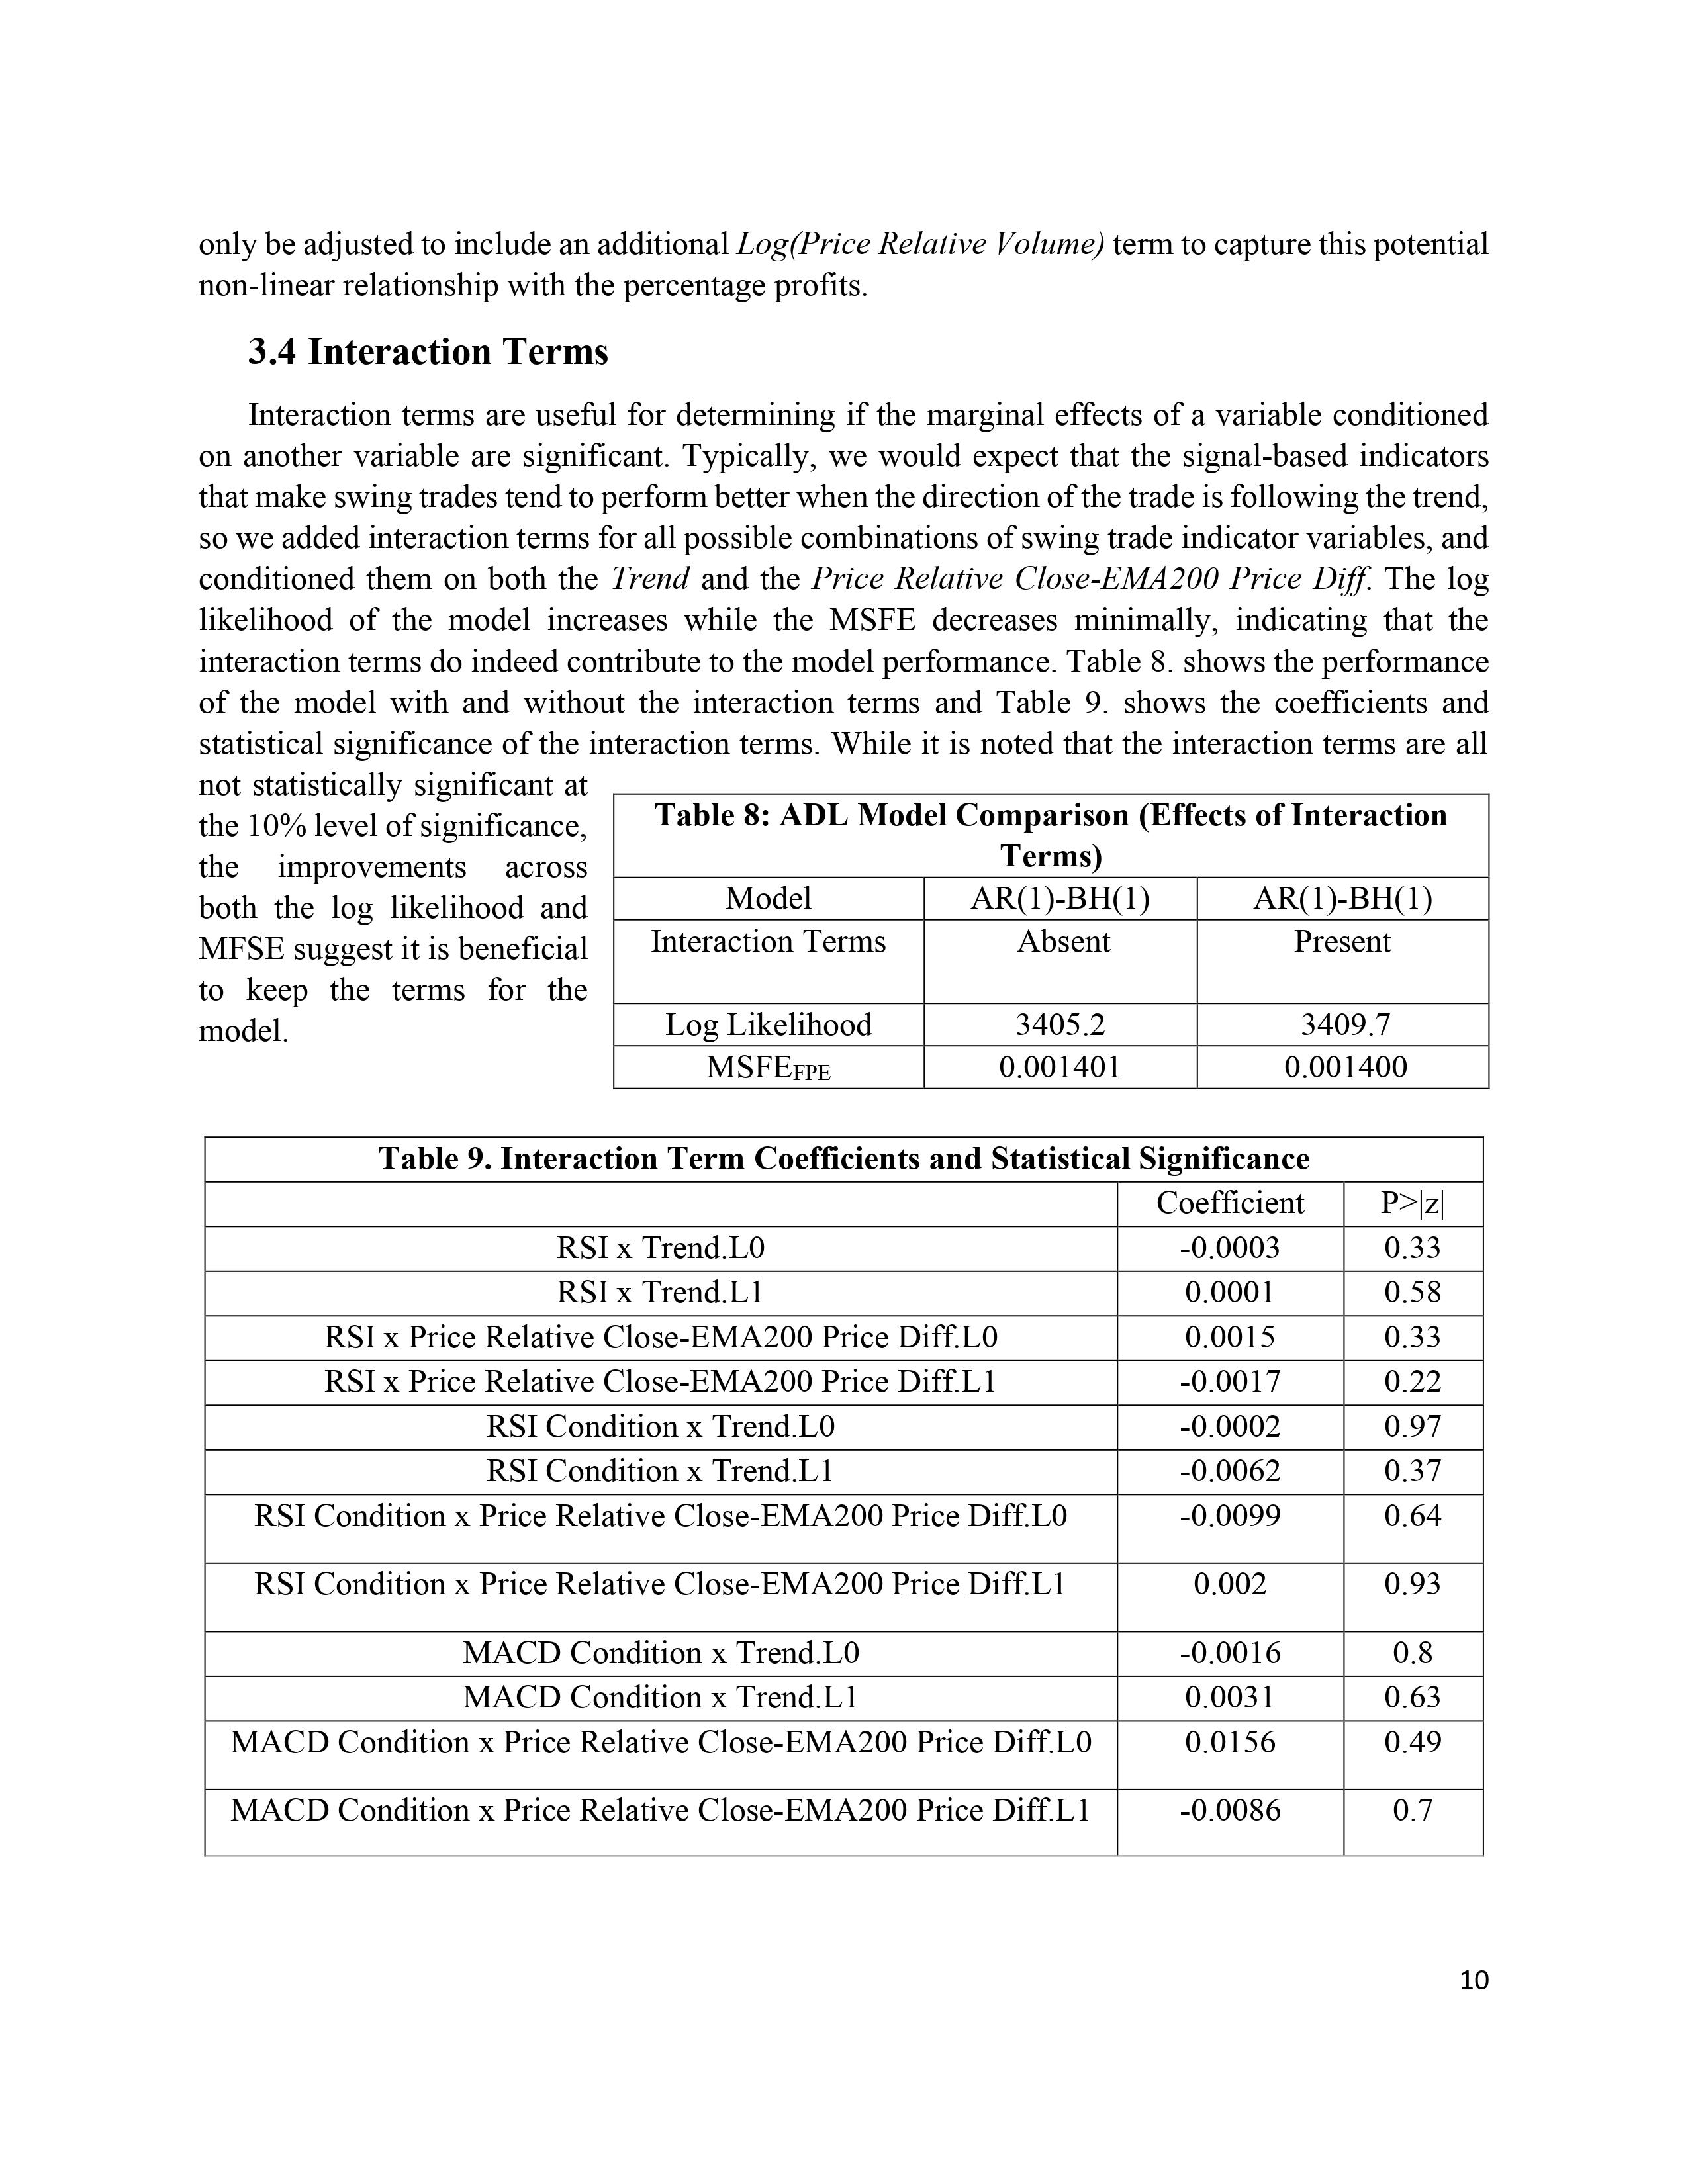 only be adjusted to include an additional Log(Price Relative Volume) term to capture this potential
non-linear relationship with the percentage profits.
3.4 Interaction Terms
Interaction terms are useful for determining if the marginal effects of a variable conditioned
on another variable are significant. Typically, we would expect that the signal-based indicators
that make swing trades tend to perform better when the direction of the trade is following the trend,
so we added interaction terms for all possible combinations of swing trade indicator variables, and
conditioned them on both the Trend and the Price Relative Close-EMA200 Price Diff. The log
likelihood of the model increases while the MSFE decreases minimally, indicating that the
interaction terms do indeed contribute to the model performance. Table 8. shows the performance
of the model with and without the interaction terms and Table 9. shows the coefficients and
statistical significance of the interaction terms. While it is noted that the interaction terms are all
not statistically significant at
the 10% level of significance,
the improvements across
both the log likelihood and
MFSE suggest it is beneficial
to keep the terms for the
model.
Table 8: ADL Model Comparison (Effects of Interaction
Terms)
Model AR(1)-BH(1) AR(1)-BH(1)
Interaction Terms Absent Present
Log Likelihood 3405.2 3409.7
MSFEFPE 0.001401 0.001400
Table 9. Interaction Term Coefficients and Statistical Significance
Coefficient P>|z|
RSI x Trend.L0 -0.0003 0.33
RSI x Trend.L1 0.0001 0.58
RSI x Price Relative Close-EMA200 Price Diff.L0 0.0015 0.33
RSI x Price Relative Close-EMA200 Price Diff.L1 -0.0017 0.22
RSI Condition x Trend.L0 -0.0002 0.97
RSI Condition x Trend.L1 -0.0062 0.37
RSI Condition x Price Relative Close-EMA200 Price Diff.L0 -0.0099 0.64
RSI Condition x Price Relative Close-EMA200 Price Diff.L1 0.002 0.93
MACD Condition x Trend.L0 -0.0016 0.8
MACD Condition x Trend.L1 0.0031 0.63
MACD Condition x Price Relative Close-EMA200 Price Diff.L0 0.0156 0.49
MACD Condition x Price Relative Close-EMA200 Price Diff.L1 -0.0086 0.7
10